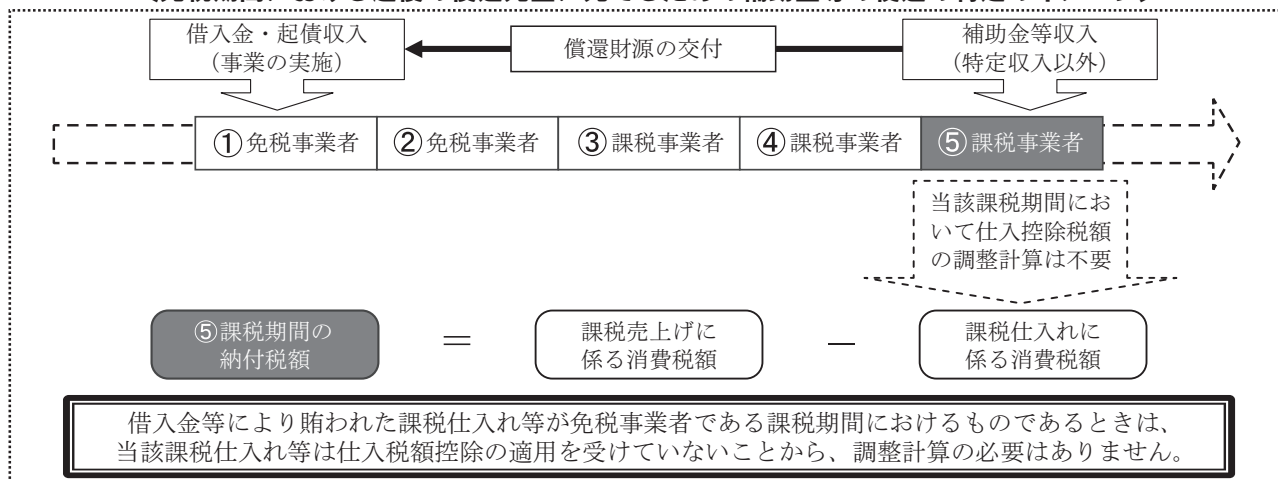 借入金・起債収入
(事業の実施)
償還財源の交付
補助金等収入
(特定収入以外)
①免税事業者
②免税事業者
③課税事業者
④課税事業者
⑤課税事業者
当該課税期間にお
いて仕入控除税額
の調整計算は不要
⑤課税期間の
納付税額
=
課税売上げに
係る消費税額
−
課税仕入れに
係る消費税額
借入金等により賄われた課税仕入れ等が免税事業者である課税期間におけるものであるときは、
当該課税仕入れ等は仕入税額控除の適用を受けていないことから、調整計算の必要はありません。